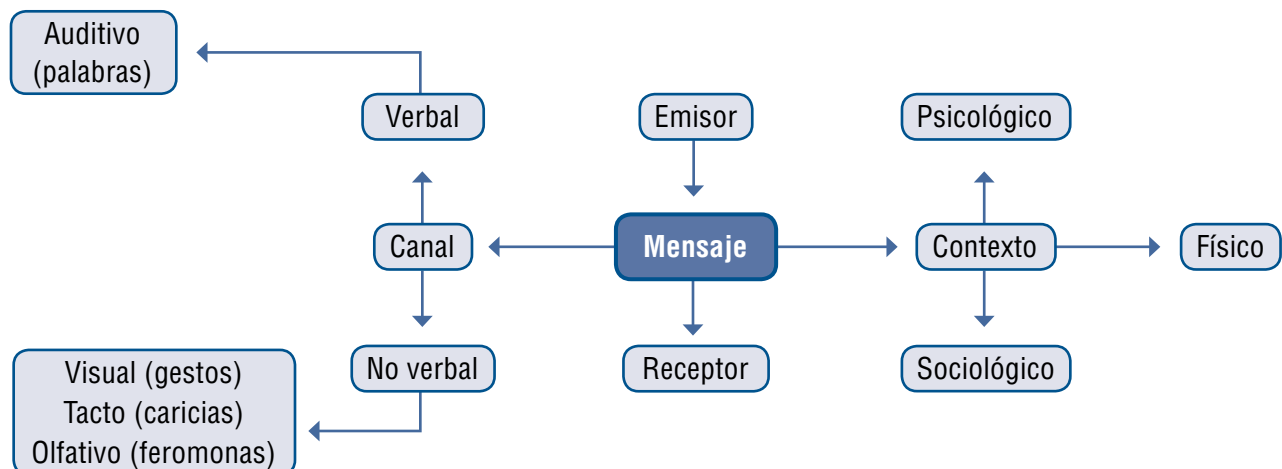 Auditivo
(palabras)
Verbal
Emisor
Psicológico
Canal
Mensaje
Contexto
Físico
No verbal
Receptor
Sociológico
Visual (gestos)
Tacto (caricias)
Olfativo (feromonas)